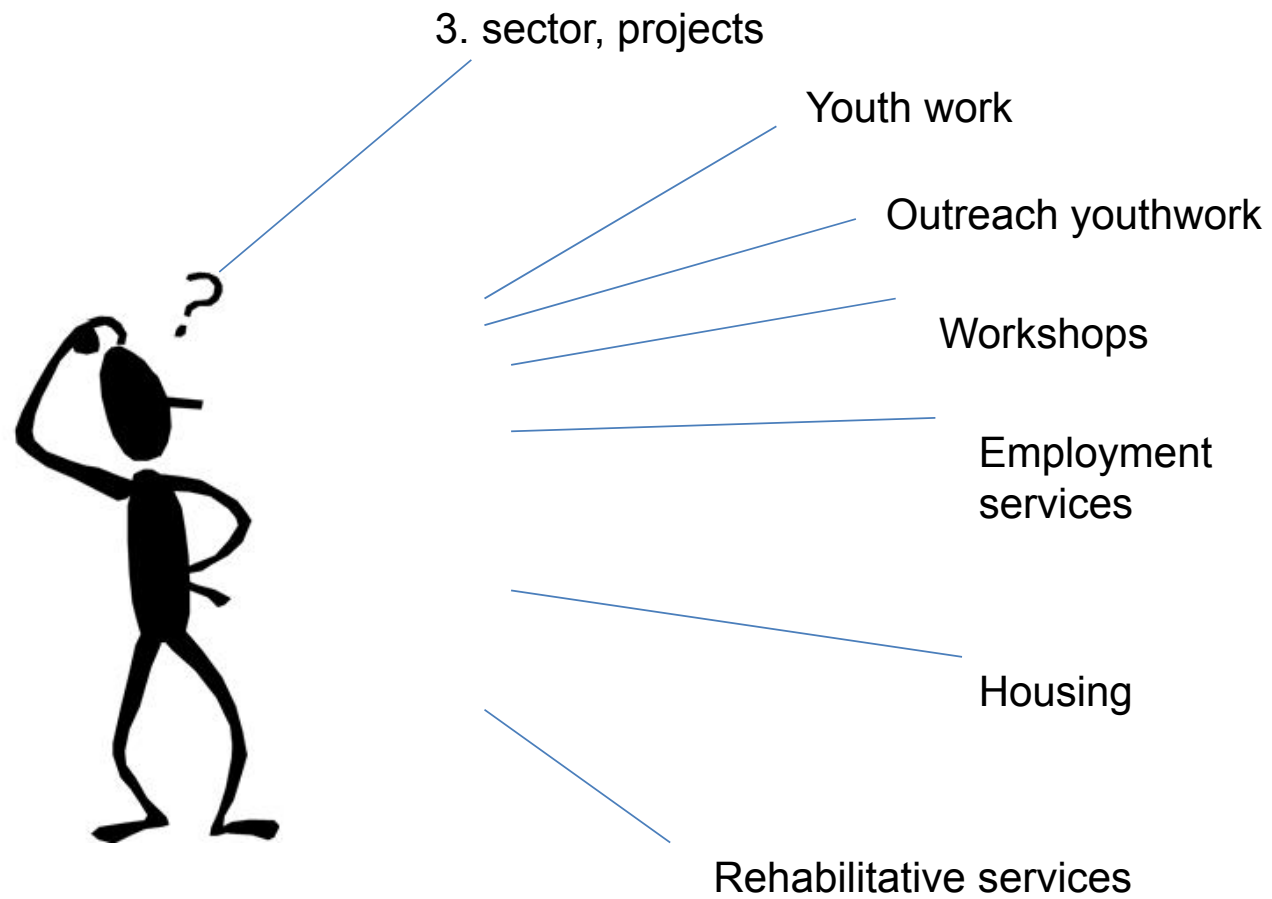 3. sector, projects
Youth work
Outreach youthwork
Workshops
Employment
services
Housing
Rehabilitative services
?